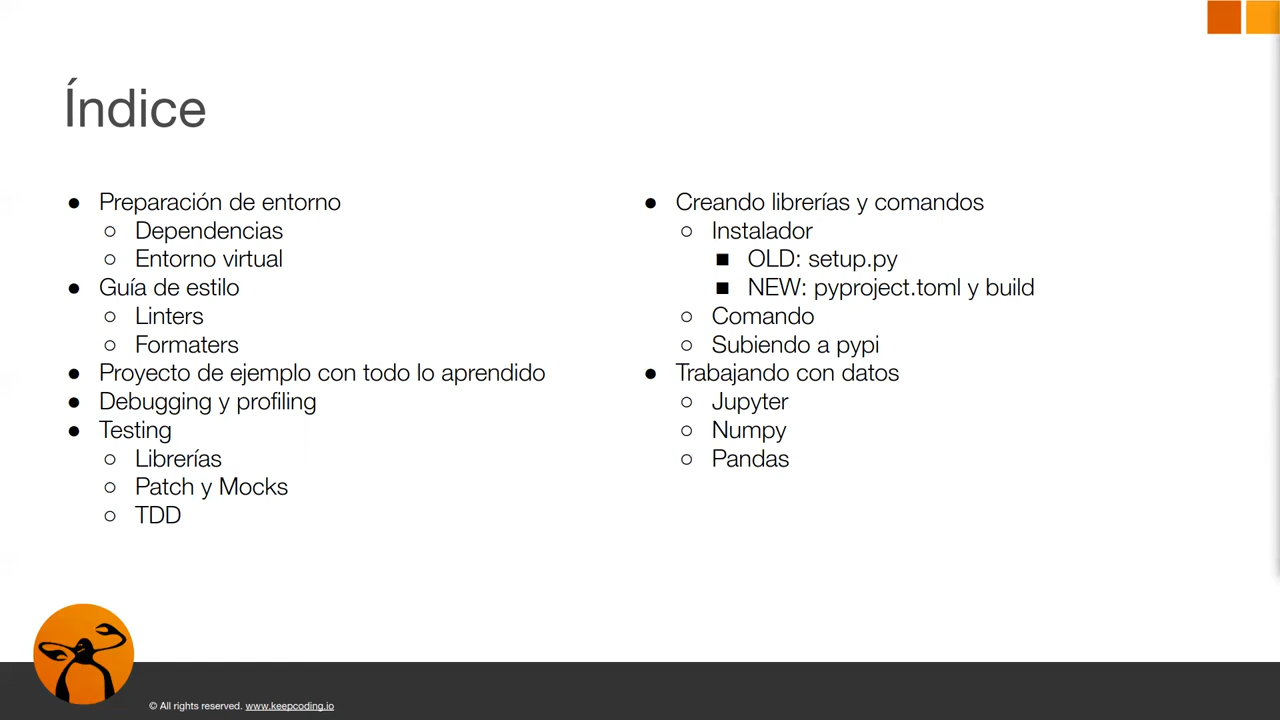 Índice
● Preparación de entorno
○ Dependencias
○ Entorno virtual
● Guía de estilo
○ Linters
○ Formaters
● Proyecto de ejemplo con todo lo aprendido
● Debugging y profiling
● Testing
○ Librerías
○ Patch y Mocks
○ TDD
● Creando librerías y comandos
○ Instalador
■ OLD: setup.py
■ NEW: pyproject.toml y build
○ Comando
○ Subiendo a pypi
● Trabajando con datos
○ Jupyter
○ Numpy
○ Pandas
© All rights reserved. www.keepcoding.io